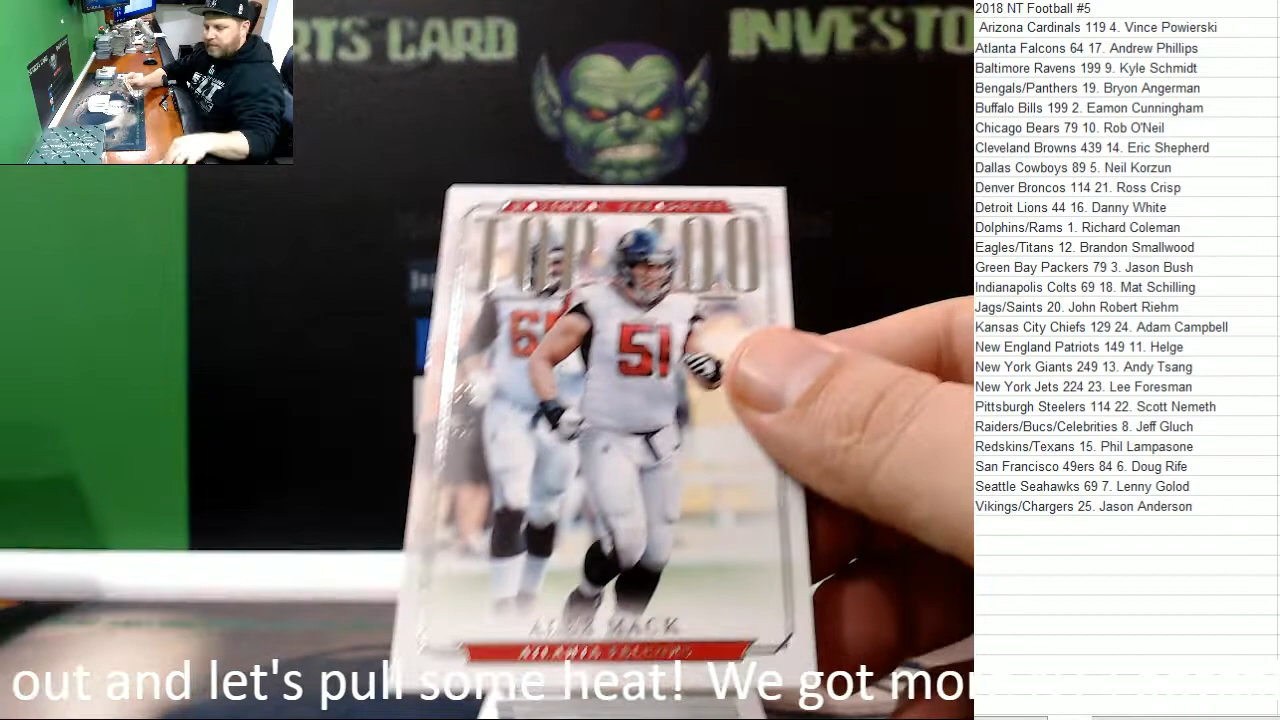 RTS CARD INVESTO
2018 NT Football #5
Arizona Cardinals 119 4. Vince Powierski
Atlanta Falcons 64 17. Andrew Phillips
Baltimore Ravens 199 9. Kyle Schmidt
Bengals/Panthers 19. Bryon Angerman
Buffalo Bills 199 2. Eamon Cunningham
Chicago Bears 79 10. Rob O'Neil
Cleveland Browns 439 14. Eric Shepherd
Dallas Cowboys 89 5. Neil Korzun
Denver Broncos 114 21. Ross Crisp
Detroit Lions 44 16. Danny White
Dolphins/Rams 1. Richard Coleman
Eagles/Titans 12. Brandon Smallwood
Green Bay Packers 79 3. Jason Bush
Indianapolis Colts 69 18. Mat Schilling
Jags/Saints 20. John Robert Riehm
Kansas City Chiefs 129 24. Adam Campbell
New England Patriots 149 11. Helge
New York Giants 249 13. Andy Tsang
New York Jets 224 23. Lee Foresman
Pittsburgh Steelers 114 22. Scott Nemeth
Raiders/Bucs/Celebrities 8. Jeff Gluch
Redskins/Texans 15. Phil Lampasone
San Francisco 49ers 84 6. Doug Rife
Seattle Seahawks 69 7. Lenny Golod
Vikings/Chargers 25. Jason Anderson
NATIONAL TREASURES
TOP 100
51
ALEX MACK
ATLANTA FALCONS
out and let's pull some heat! We got mor